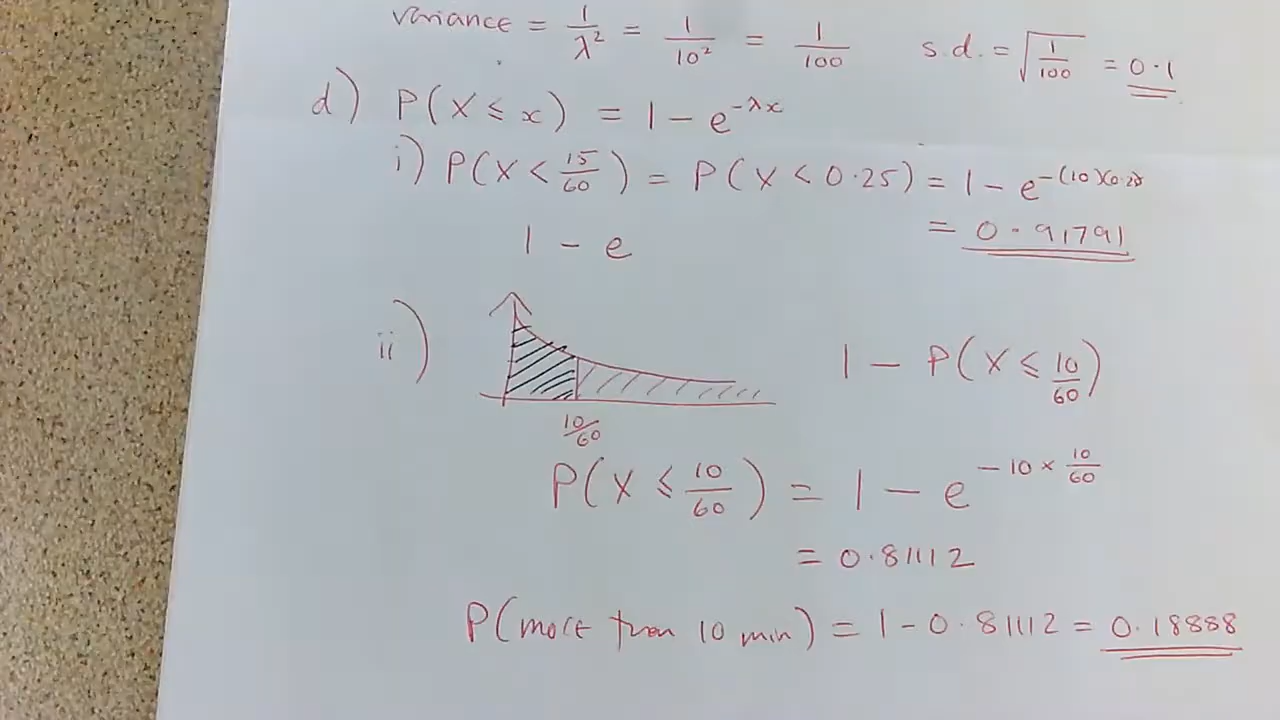 variance = 1/λ² = 1/10² = 1/100 s.d. = √(1/100) = 0.1
d) P(X ≤ x) = 1 - e^(-λx)
i) P(X < 15/60) = P(X < 0.25) = 1 - e^(-(10)(0.25)
= 0.91791
1 - e
ii) 1 - P(X ≤ 10/60)
10/60
P(X ≤ 10/60) = 1 - e^(-10 × 10/60)
= 0.81112
P(more than 10 min) = 1 - 0.81112 = 0.18888